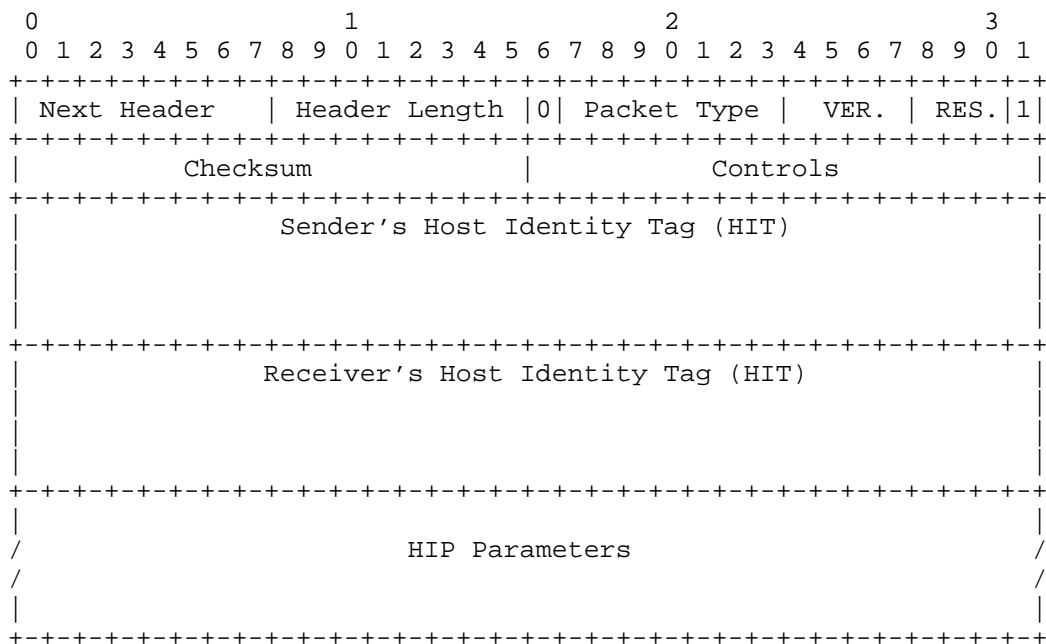 0                   1                   2                   3
0 1 2 3 4 5 6 7 8 9 0 1 2 3 4 5 6 7 8 9 0 1 2 3 4 5 6 7 8 9 0 1
+-+-+-+-+-+-+-+-+-+-+-+-+-+-+-+-+-+-+-+-+-+-+-+-+-+-+-+-+-+-+-+-+
| Next Header   | Header Length |0| Packet Type |  VER. | RES.|1|
+-+-+-+-+-+-+-+-+-+-+-+-+-+-+-+-+-+-+-+-+-+-+-+-+-+-+-+-+-+-+-+-+
|          Checksum             |           Controls            |
+-+-+-+-+-+-+-+-+-+-+-+-+-+-+-+-+-+-+-+-+-+-+-+-+-+-+-+-+-+-+-+-+
|                Sender’s Host Identity Tag (HIT)               |
|                                                               |
|                                                               |
|                                                               |
+-+-+-+-+-+-+-+-+-+-+-+-+-+-+-+-+-+-+-+-+-+-+-+-+-+-+-+-+-+-+-+-+
|               Receiver’s Host Identity Tag (HIT)              |
|                                                               |
|                                                               |
|                                                               |
+-+-+-+-+-+-+-+-+-+-+-+-+-+-+-+-+-+-+-+-+-+-+-+-+-+-+-+-+-+-+-+-+
|                                                               |
/                        HIP Parameters                         /
/                                                               /
|                                                               |
+-+-+-+-+-+-+-+-+-+-+-+-+-+-+-+-+-+-+-+-+-+-+-+-+-+-+-+-+-+-+-+-+